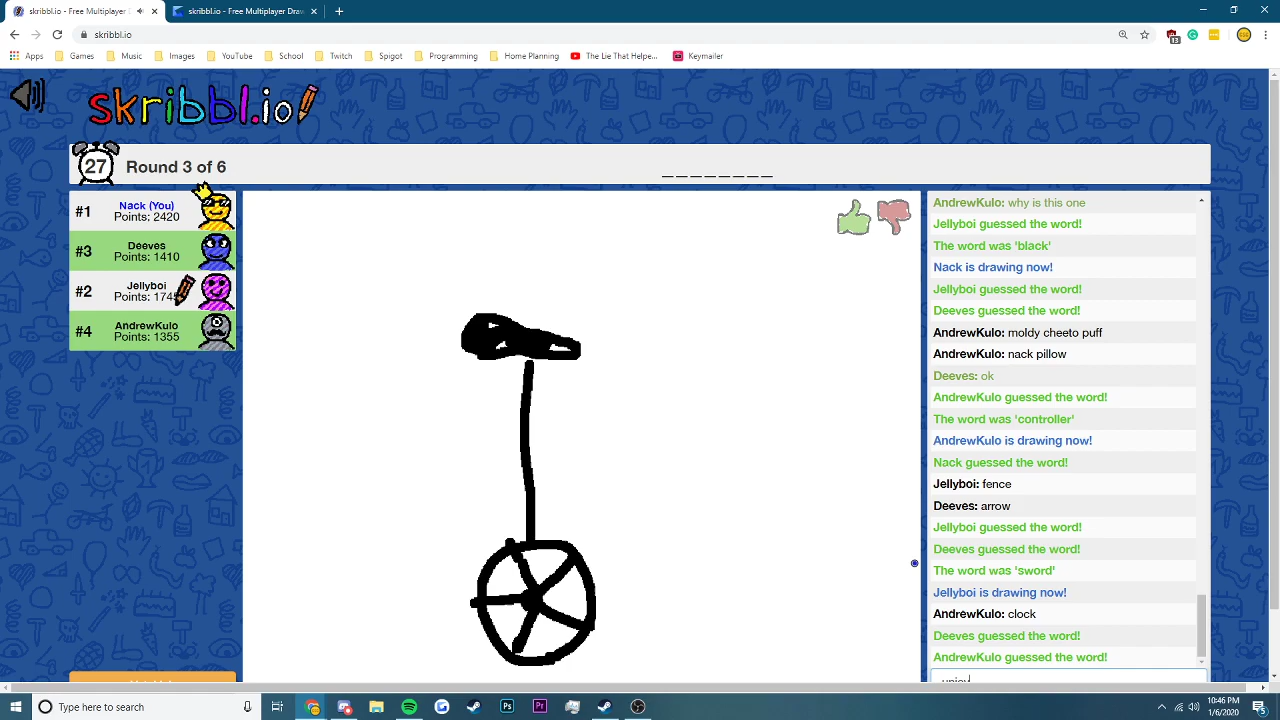 skribbl.io - Free Multiplayer D
skribbl.io - Free Multiplayer Draw
skribbl.io
13
Apps
Games
Music
Images
YouTube
School
Twitch
Spigot
Programming
Home Planning
The Lie That Helpe...
Keymailer
skribbl.io
27
Round 3 of 6
________
#1
Nack (You)
Points: 2420
#3
Deeves
Points: 1410
#2
Jellyboi
Points: 1745
#4
AndrewKulo
Points: 1355
AndrewKulo: why is this one
Jellyboi guessed the word!
The word was 'black'
Nack is drawing now!
Jellyboi guessed the word!
Deeves guessed the word!
AndrewKulo: moldy cheeto puff
AndrewKulo: nack pillow
Deeves: ok
AndrewKulo guessed the word!
The word was 'controller'
AndrewKulo is drawing now!
Nack guessed the word!
Jellyboi: fence
Deeves: arrow
Jellyboi guessed the word!
Deeves guessed the word!
The word was 'sword'
Jellyboi is drawing now!
AndrewKulo: clock
Deeves guessed the word!
AndrewKulo guessed the word!
Type here to search
Ps
Pr
10:46 PM
1/6/2020
5